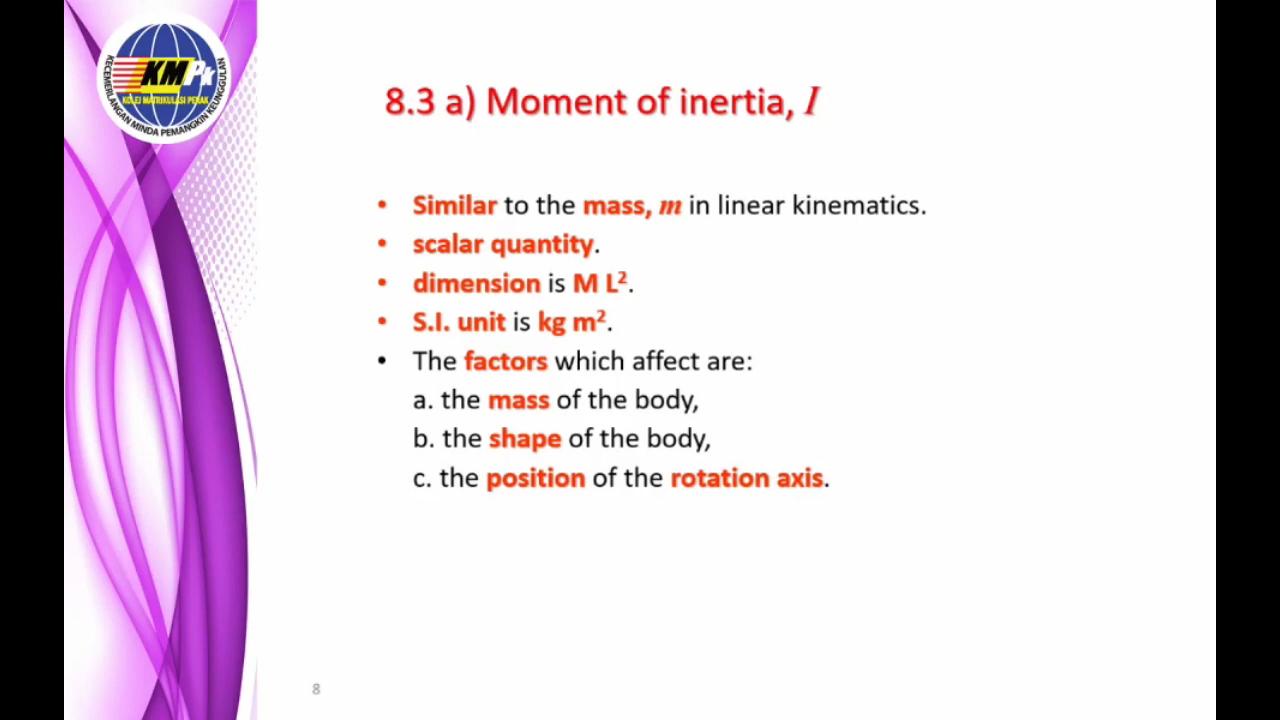 KMPk
KOLEJ MATRIKULASI PERAK
KECEMERLANGAN MINDA PEMANGKIN KEUNGGULAN
8.3 a) Moment of inertia, I
• Similar to the mass, m in linear kinematics.
• scalar quantity.
• dimension is M L².
• S.I. unit is kg m².
• The factors which affect are:
a. the mass of the body,
b. the shape of the body,
c. the position of the rotation axis.
8